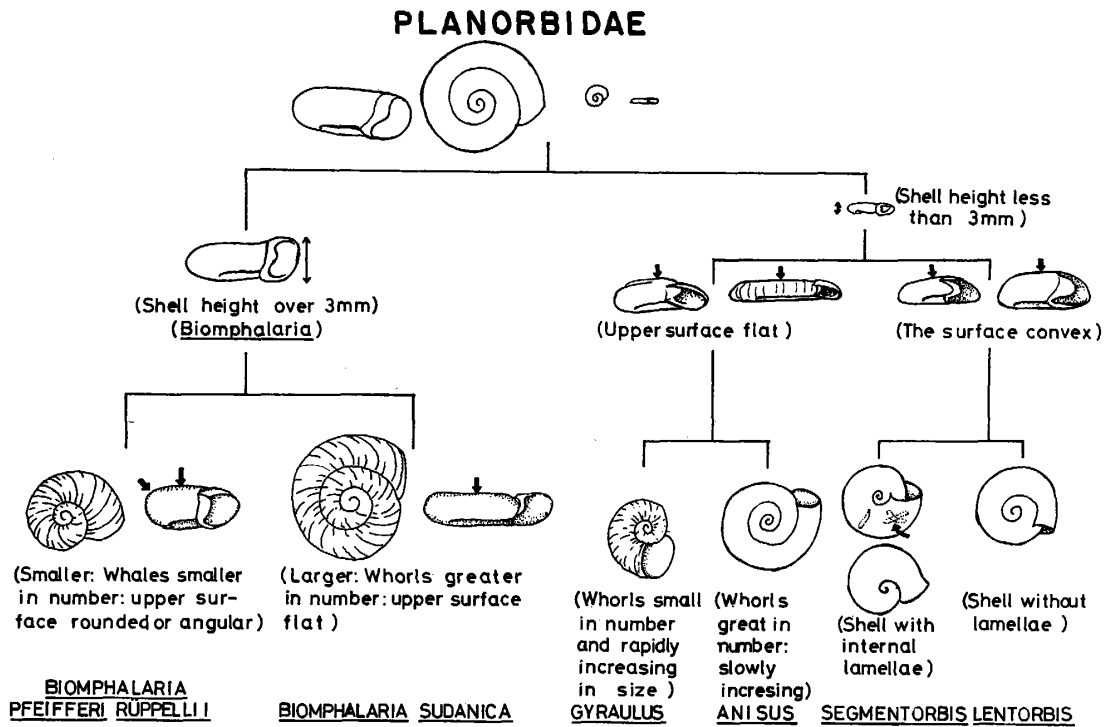 PLANORBIDAE
(Shell height less
than 3mm)
(Shell height over 3mm)
(Biomphalaria)
(Upper surface flat)
(The surface convex)
(Smaller: Whales smaller
in number: upper sur-
face rounded or angular)
BIOMPHALARIA
PFEIFFERI RÜPPELLII
(Larger: Whorls greater
in number: upper surface
flat)
BIOMPHALARIA SUDANICA
(Whorls small
in number
and rapidly
increasing
in size)
GYRAULUS
(Whorls
great in
number:
slowly
incresing)
ANISUS
(Shell with
internal
lamellae)
SEGMENTORBIS
(Shell without
lamellae)
LENTORBIS